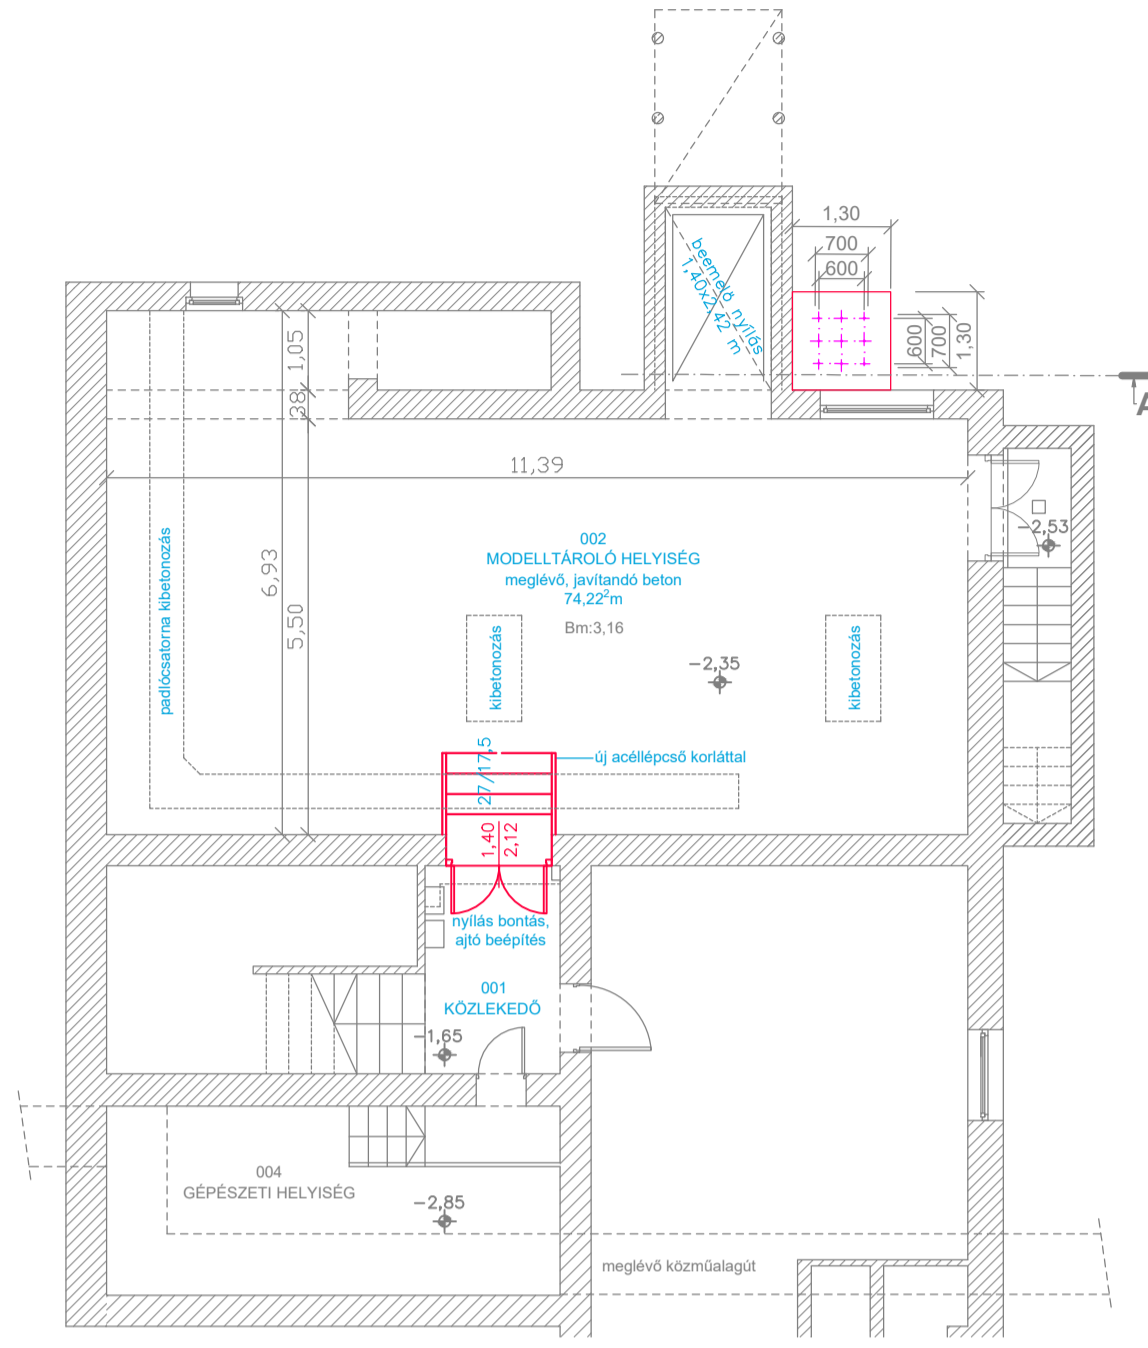 1,30
700
600
beemelő nyílás
1,40x2,42 m
600
700
1,30
A
1,05
38
11,39
6,93
5,50
padlócsatorna kibetonozás
002
MODELLTÁROLÓ HELYISÉG
meglévő, javítandó beton
74,22²m
Bm:3,16
-2,53
kibetonozás
kibetonozás
-2,35
27/17,5
új acéllépcső korláttal
1,40
2,12
nyílás bontás,
ajtó beépítés
001
KÖZLEKEDŐ
-1,65
004
GÉPÉSZETI HELYISÉG
-2,85
meglévő közműalagút